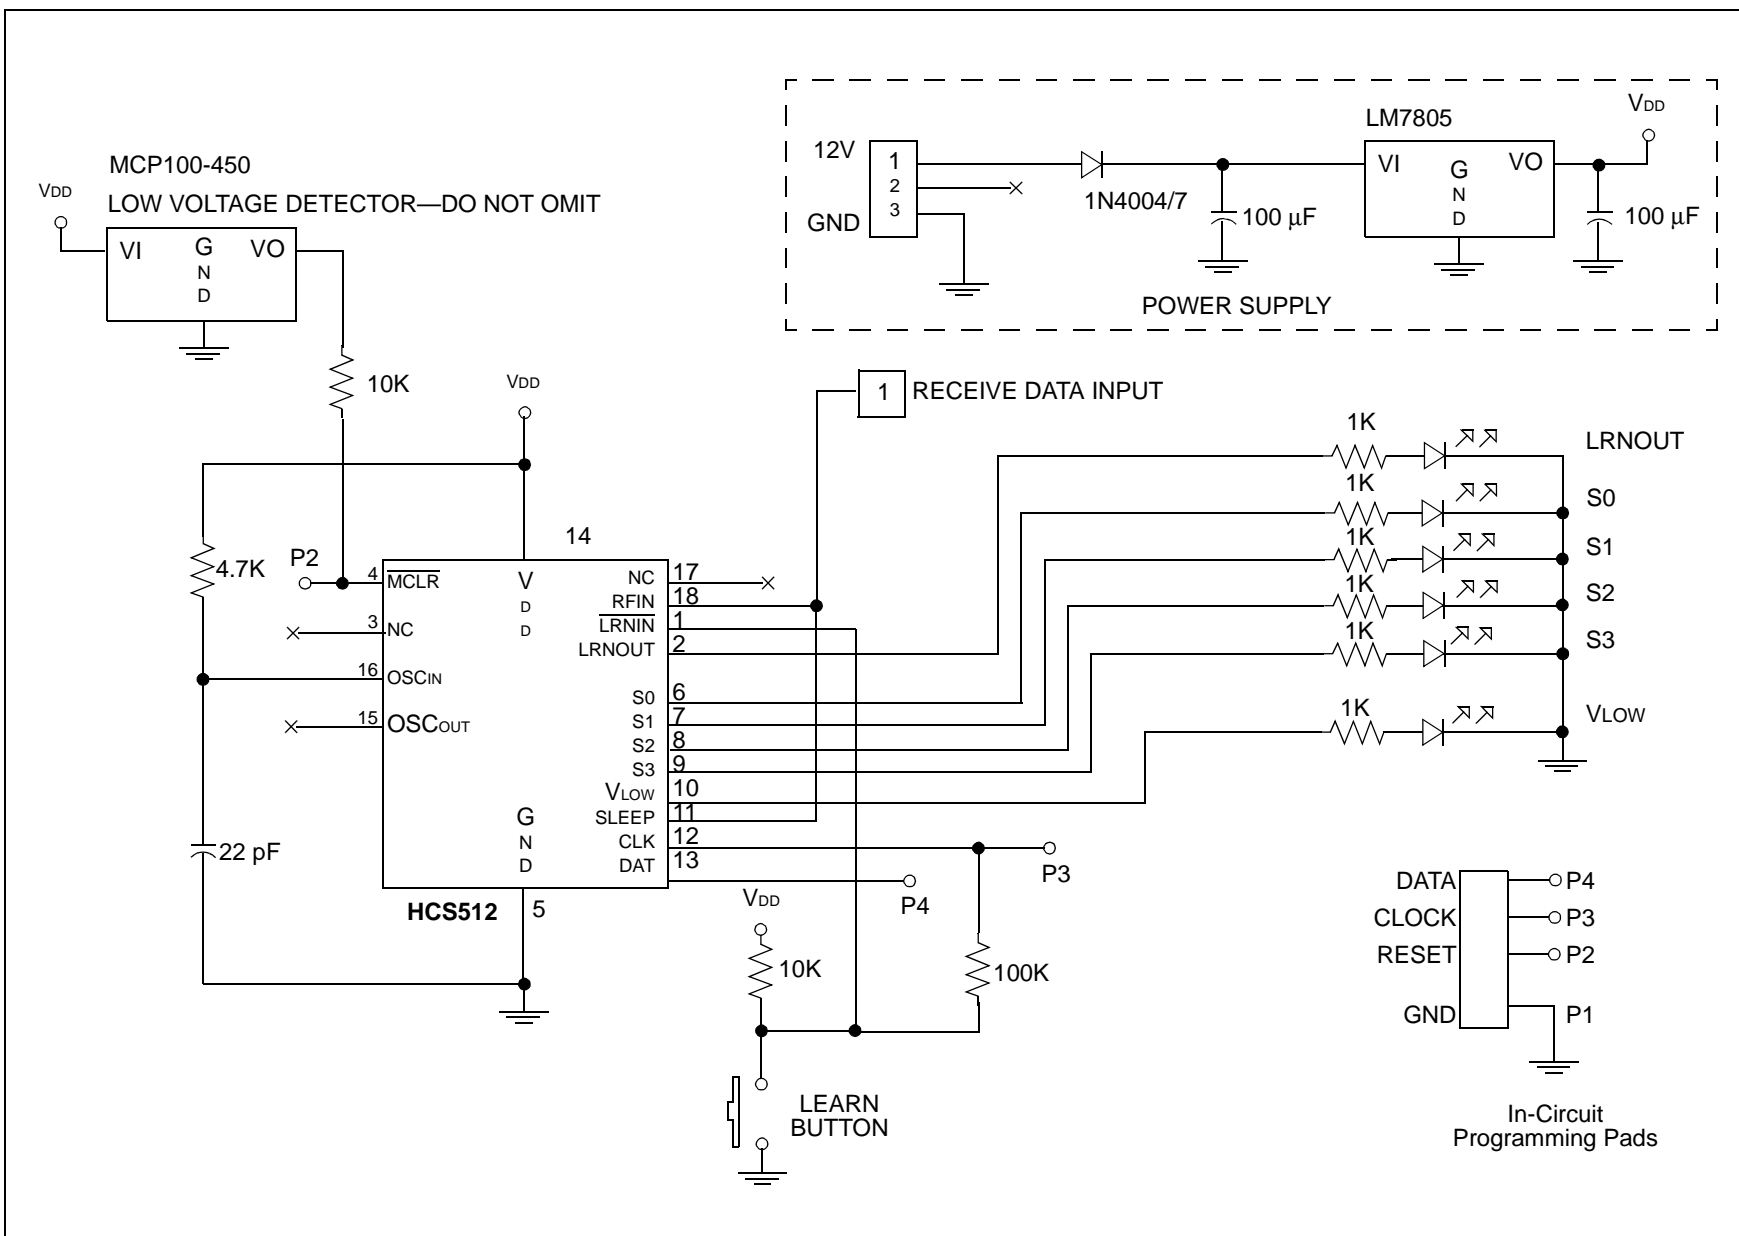 MCP100-450
LOW VOLTAGE DETECTOR—DO NOT OMIT
VDD
VI
G
N
D
VO
10K
12V
GND
1
2
3
1N4004/7
100 μF
LM7805
VI
G
N
D
VO
VDD
100 μF
POWER SUPPLY
VDD
1
RECEIVE DATA INPUT
4.7K
P2
22 pF
14
4
MCLR
3
NC
16
OSCIN
15
OSCOUT
V
D
D
G
N
D
NC
17
RFIN
18
LRNIN
1
LRNOUT
2
S0
6
S1
7
S2
8
S3
9
VLOW
10
SLEEP
11
CLK
12
DAT
13
HCS512
5
1K
LRNOUT
1K
S0
1K
S1
1K
S2
1K
S3
1K
VLOW
P3
P4
VDD
10K
100K
LEARN
BUTTON
DATA
P4
CLOCK
P3
RESET
P2
GND
P1
In-Circuit
Programming Pads